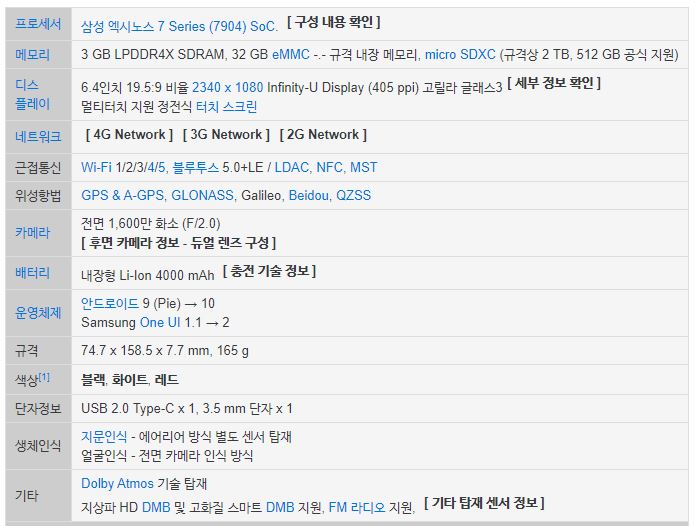 프로세서 삼성 엑시노스 7 Series (7904) SoC. [ 구성 내용 확인 ]
메모리 3 GB LPDDR4X SDRAM, 32 GB eMMC -.- 규격 내장 메모리, micro SDXC (규격상 2 TB, 512 GB 공식 지원)
디스
플레이
6.4인치 19.5:9 비율 2340 x 1080 Infinity-U Display (405 ppi) 고릴라 글래스3 [ 세부 정보 확인 ]
멀티터치 지원 정전식 터치 스크린
네트워크 [ 4G Network ] [ 3G Network ] [ 2G Network ]
근접통신 Wi-Fi 1/2/3/4/5, 블루투스 5.0+LE / LDAC, NFC, MST
위성항법 GPS & A-GPS, GLONASS, Galileo, Beidou, QZSS
카메라
전면 1,600만 화소 (F/2.0)
[ 후면 카메라 정보 - 듀얼 렌즈 구성 ]
배터리 내장형 Li-Ion 4000 mAh [ 충전 기술 정보 ]
운영체제
안드로이드 9 (Pie) → 10
Samsung One UI 1.1 → 2
규격 74.7 x 158.5 x 7.7 mm, 165 g
색상[1] 블랙, 화이트, 레드
단자정보 USB 2.0 Type-C x 1, 3.5 mm 단자 x 1
생체인식
지문인식 - 에어리어 방식 별도 센서 탑재
얼굴인식 - 전면 카메라 인식 방식
기타
Dolby Atmos 기술 탑재
지상파 HD DMB 및 고화질 스마트 DMB 지원, FM 라디오 지원, [ 기타 탑재 센서 정보 ]